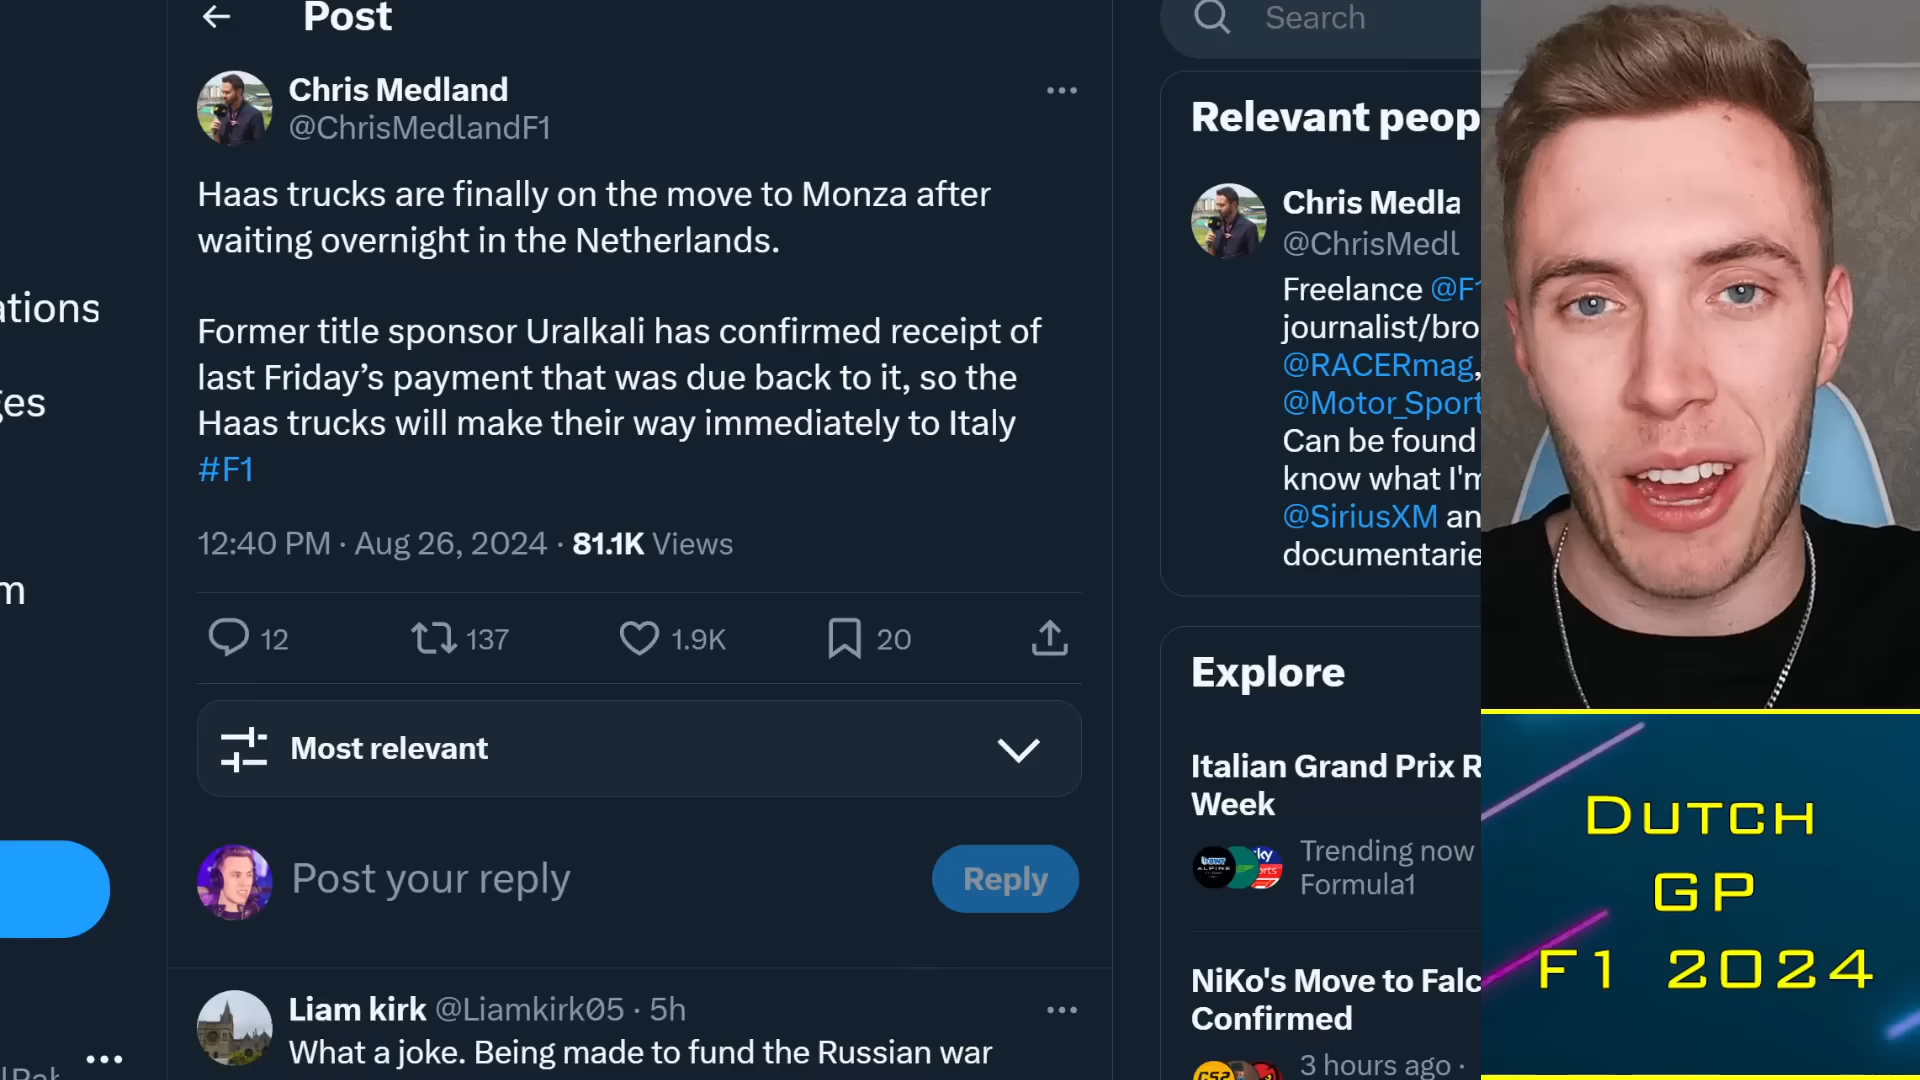 Post
Search
Chris Medland
@ChrisMedlandF1
Haas trucks are finally on the move to Monza after
waiting overnight in the Netherlands.
Former title sponsor Uralkali has confirmed receipt of
last Friday’s payment that was due back to it, so the
Haas trucks will make their way immediately to Italy
#F1
12:40 PM · Aug 26, 2024 · 81.1K Views
12
137
1.9K
20
Most relevant
Post your reply
Reply
Liam kirk @Liamkirk05 · 5h
What a joke. Being made to fund the Russian war
ations
ges
m
Relevant peop
Chris Medla
@ChrisMedl
Freelance @F1
journalist/bro
@RACERmag,
@Motor_Sport
Can be found
know what I'm
@SiriusXM an
documentarie
Explore
Italian Grand Prix R
Week
Trending now
Formula1
NiKo's Move to Falc
Confirmed
3 hours ago ·
DUTCH
GP
F1 2024